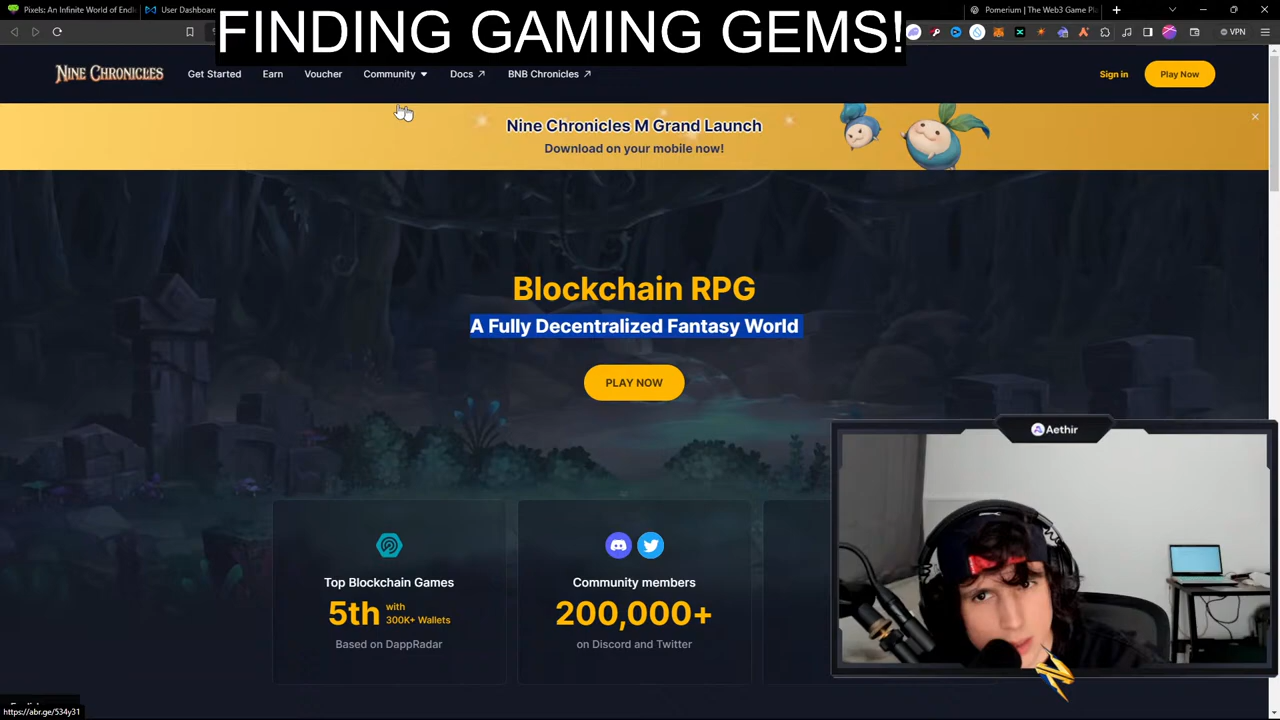 Pixels: An Infinite World of Endl
User Dashboard
Pomerium | The Web3 Game Pl
FINDING GAMING GEMS!
VPN
NINE CHRONICLES
Get Started
Earn
Voucher
Community
Docs
BNB Chronicles
Sign in
Play Now
Nine Chronicles M Grand Launch
Download on your mobile now!
Blockchain RPG
A Fully Decentralized Fantasy World
PLAY NOW
Aethir
Top Blockchain Games
5th with
300K+ Wallets
Based on DappRadar
Community members
200,000+
on Discord and Twitter
https://abr.ge/534y31